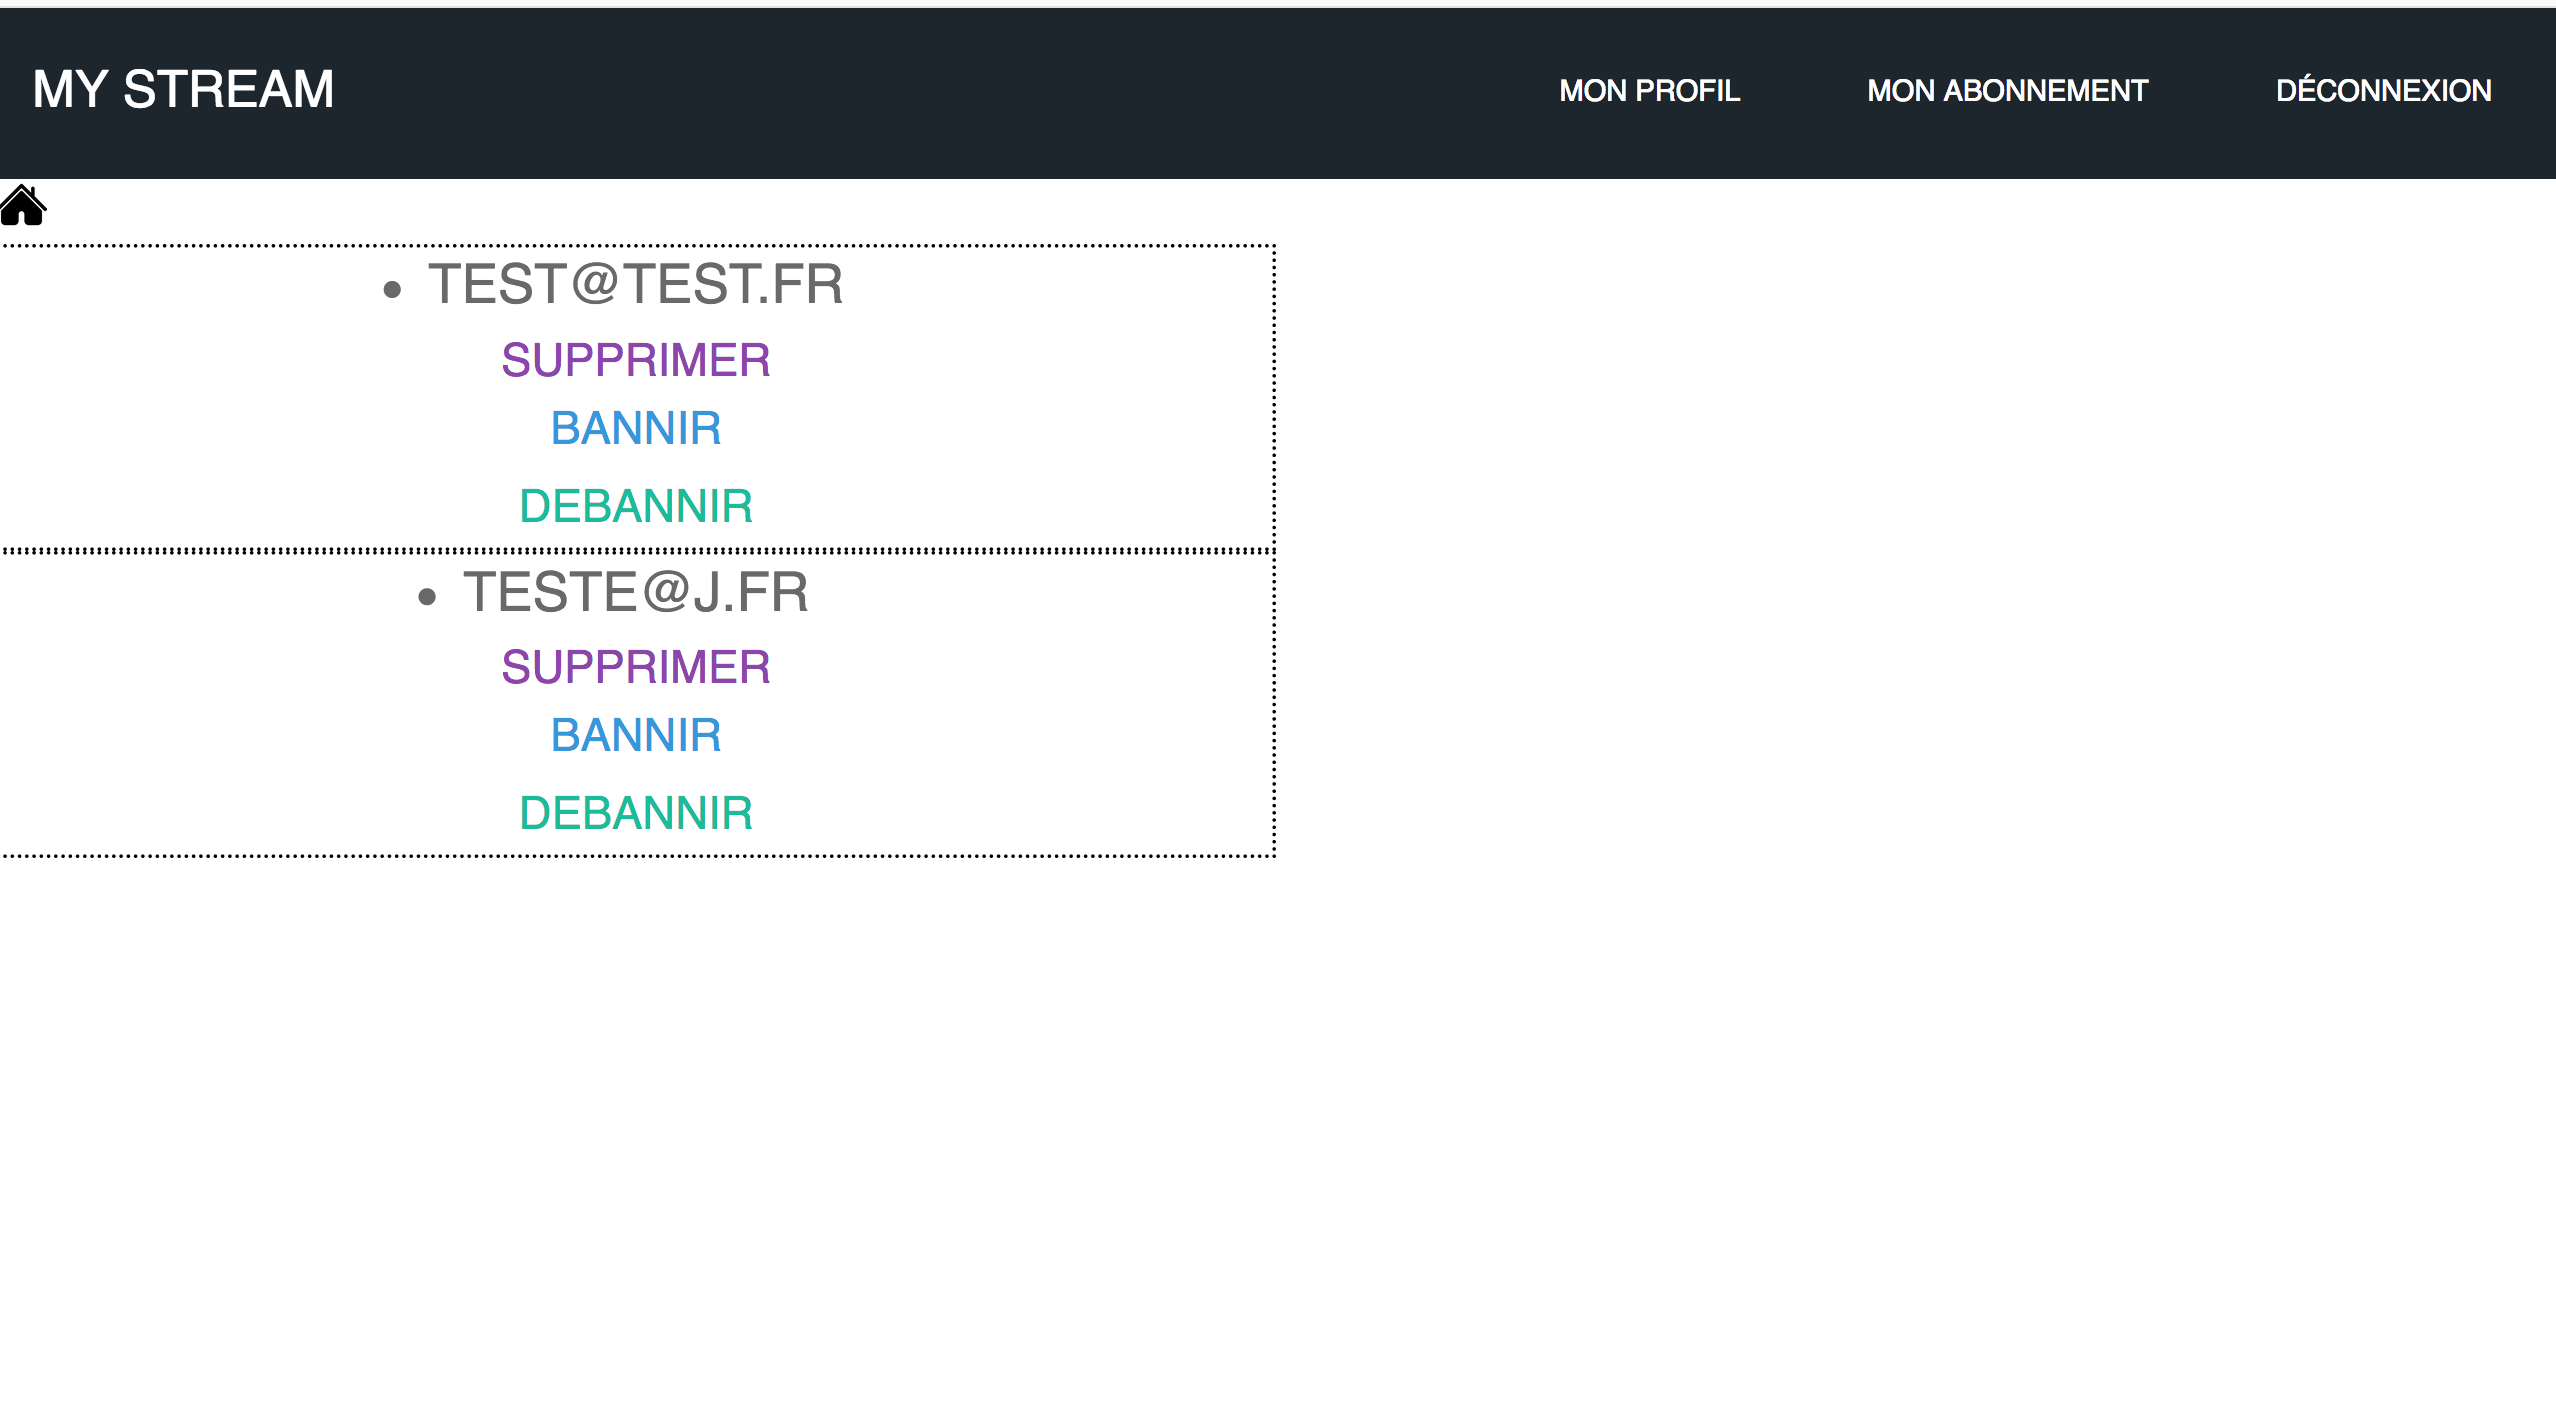 MY STREAM
MON PROFIL
MON ABONNEMENT
DÉCONNEXION
• TEST@TEST.FR
SUPPRIMER
BANNIR
DEBANNIR
• TESTE@J.FR
SUPPRIMER
BANNIR
DEBANNIR